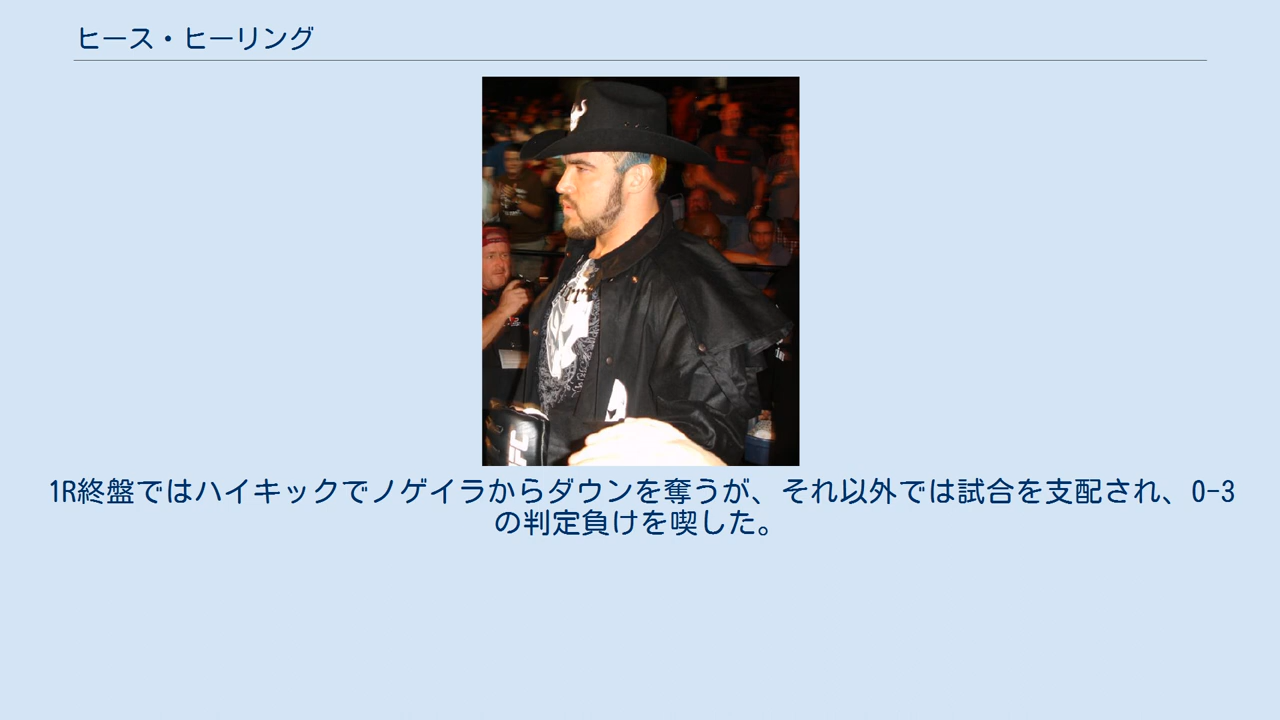 ヒース・ヒーリング
1R終盤ではハイキックでノゲイラからダウンを奪うが、それ以外では試合を支配され、0-3
の判定負けを喫した。